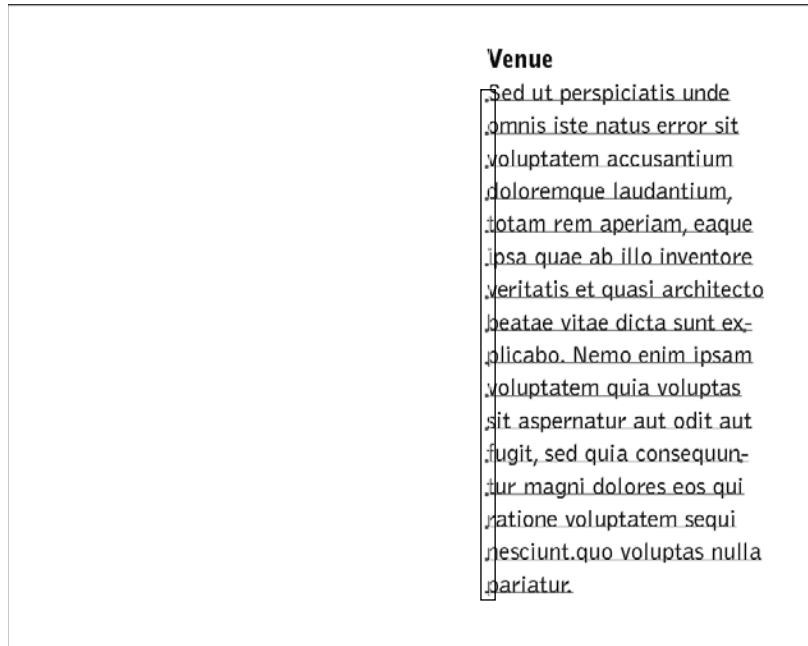 Venue
Sed ut perspiciatis unde
omnis iste natus error sit
voluptatem accusantium
doloremque laudantium,
totam rem aperiam, eaque
ipsa quae ab illo inventore
veritatis et quasi architecto
beatae vitae dicta sunt ex-
plicabo. Nemo enim ipsam
voluptatem quia voluptas
sit aspernatur aut odit aut
fugit, sed quia consequun-
tur magni dolores eos qui
ratione voluptatem sequi
nesciunt.quo voluptas nulla
pariatur.